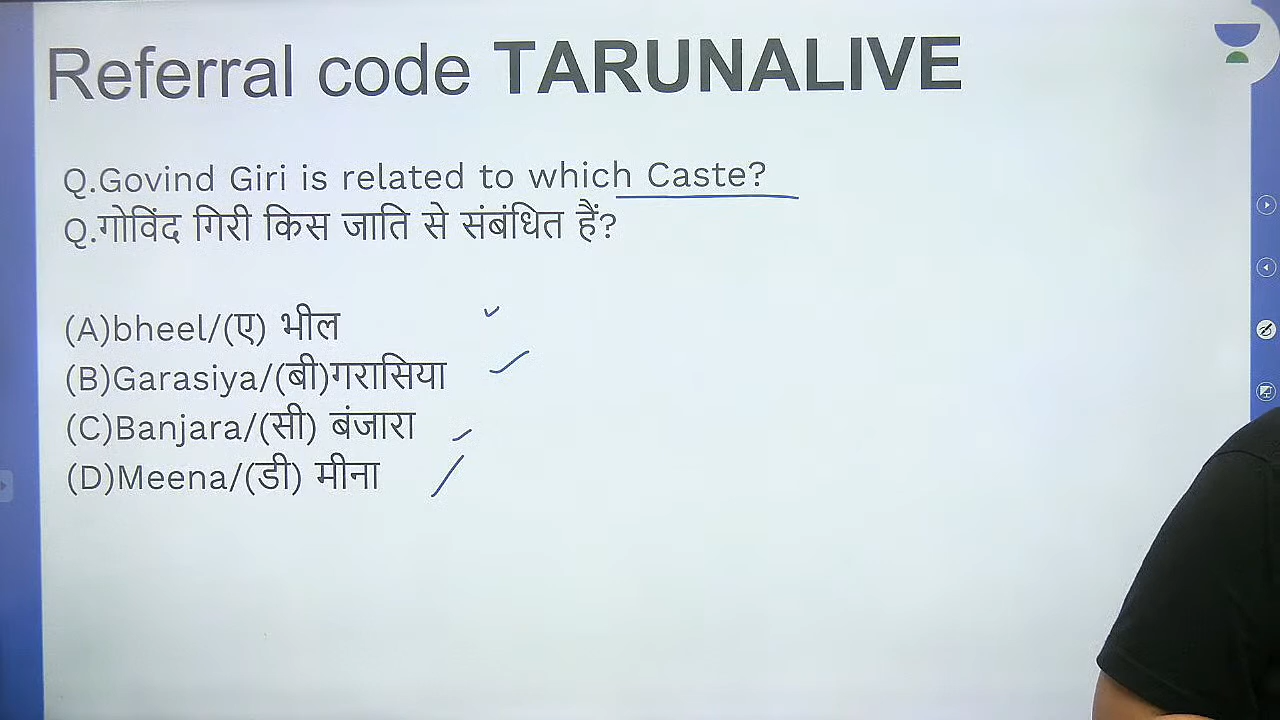 Referral code TARUNALIVE
Q.Govind Giri is related to which Caste?
Q.गोविंद गिरी किस जाति से संबंधित हैं?
(A)bheel/(ए) भील
(B)Garasiya/(बी)गरासिया
(C)Banjara/(सी) बंजारा
(D)Meena/(डी) मीना